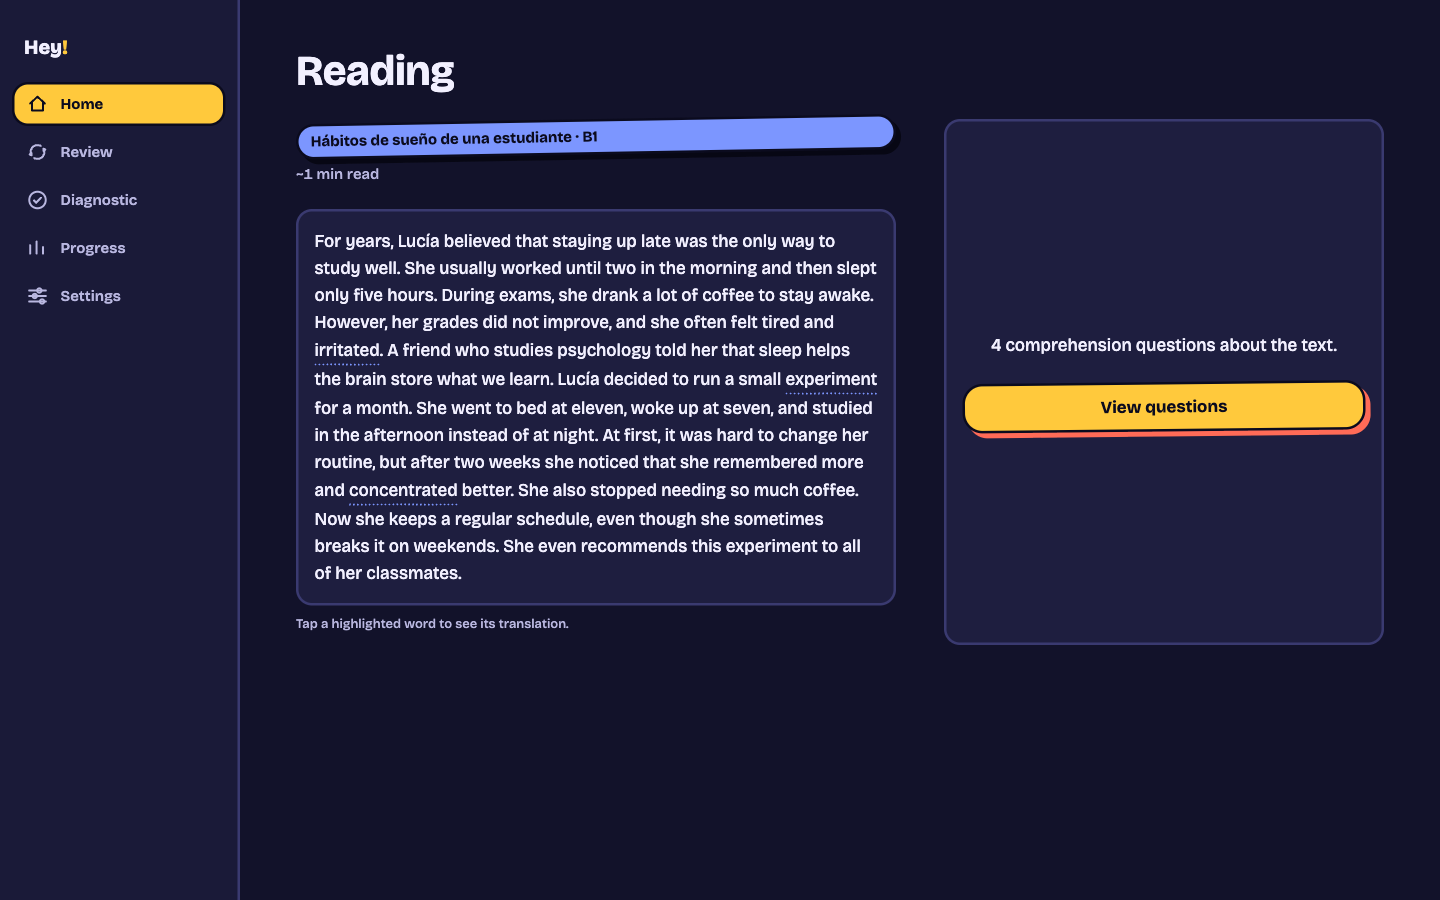 Hey!
Home
Review
Diagnostic
Progress
Settings
Reading
Hábitos de sueño de una estudiante · B1
~1 min read
For years, Lucía believed that staying up late was the only way to
study well. She usually worked until two in the morning and then slept
only five hours. During exams, she drank a lot of coffee to stay awake.
However, her grades did not improve, and she often felt tired and
irritated. A friend who studies psychology told her that sleep helps
the brain store what we learn. Lucía decided to run a small experiment
for a month. She went to bed at eleven, woke up at seven, and studied
in the afternoon instead of at night. At first, it was hard to change her
routine, but after two weeks she noticed that she remembered more
and concentrated better. She also stopped needing so much coffee.
Now she keeps a regular schedule, even though she sometimes
breaks it on weekends. She even recommends this experiment to all
of her classmates.
Tap a highlighted word to see its translation.
4 comprehension questions about the text.
View questions